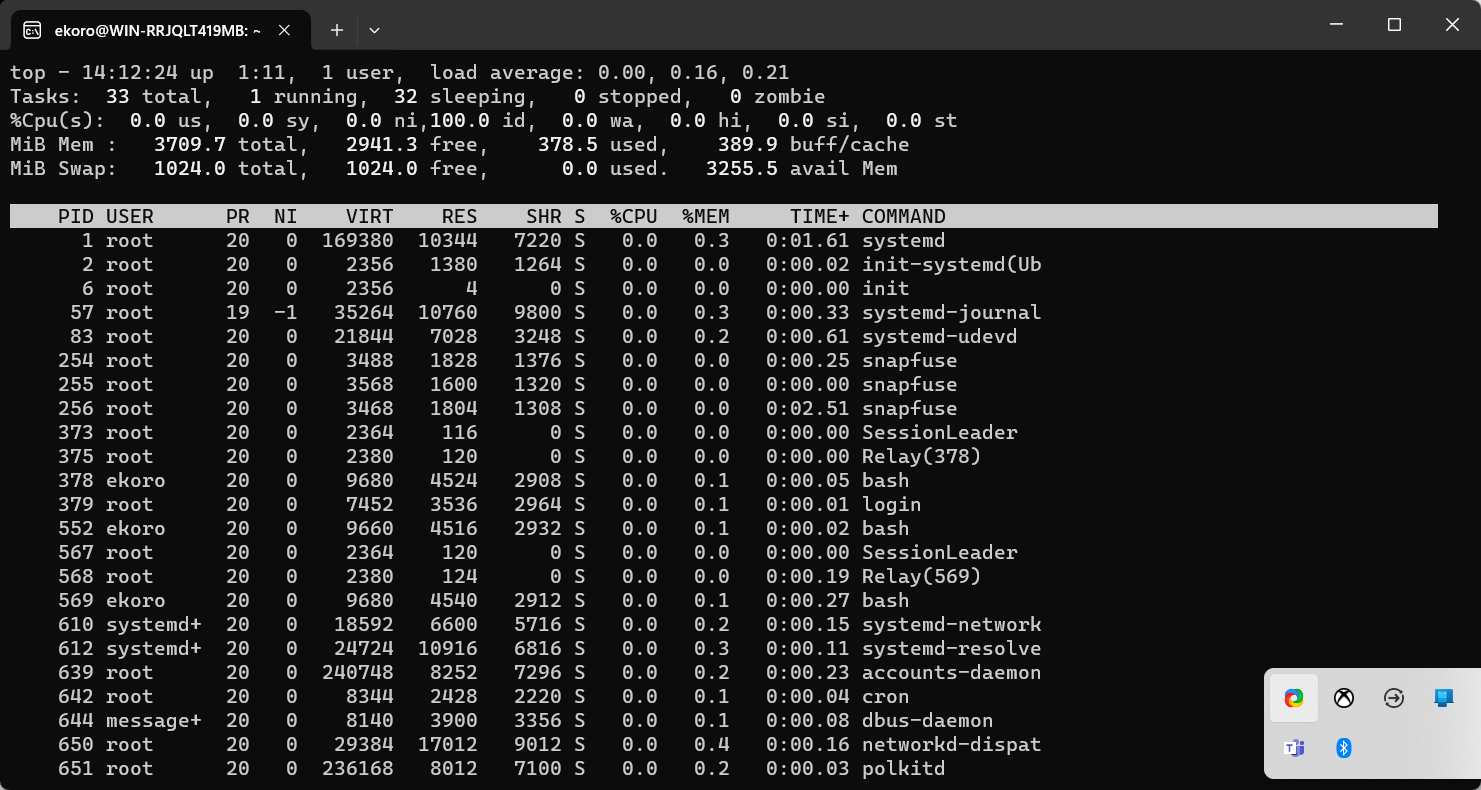 ekoro@WIN-RRJQLT419MB: ~
top - 14:12:24 up  1:11,  1 user,  load average: 0.00, 0.16, 0.21
Tasks:  33 total,   1 running,  32 sleeping,   0 stopped,   0 zombie
%Cpu(s):  0.0 us,  0.0 sy,  0.0 ni,100.0 id,  0.0 wa,  0.0 hi,  0.0 si,  0.0 st
MiB Mem :   3709.7 total,   2941.3 free,    378.5 used,    389.9 buff/cache
MiB Swap:   1024.0 total,   1024.0 free,      0.0 used.   3255.5 avail Mem
PID USER      PR  NI    VIRT    RES    SHR S  %CPU  %MEM     TIME+ COMMAND
1 root      20   0  169380  10344   7220 S   0.0   0.3   0:01.61 systemd
2 root      20   0    2356   1380   1264 S   0.0   0.0   0:00.02 init-systemd(Ub
6 root      20   0    2356      4      0 S   0.0   0.0   0:00.00 init
57 root      19  -1   35264  10760   9800 S   0.0   0.3   0:00.33 systemd-journal
83 root      20   0   21844   7028   3248 S   0.0   0.2   0:00.61 systemd-udevd
254 root      20   0    3488   1828   1376 S   0.0   0.0   0:00.25 snapfuse
255 root      20   0    3568   1600   1320 S   0.0   0.0   0:00.00 snapfuse
256 root      20   0    3468   1804   1308 S   0.0   0.0   0:02.51 snapfuse
373 root      20   0    2364    116      0 S   0.0   0.0   0:00.00 SessionLeader
375 root      20   0    2380    120      0 S   0.0   0.0   0:00.00 Relay(378)
378 ekoro     20   0    9680   4524   2908 S   0.0   0.1   0:00.05 bash
379 root      20   0    7452   3536   2964 S   0.0   0.1   0:00.01 login
552 ekoro     20   0    9660   4516   2932 S   0.0   0.1   0:00.02 bash
567 root      20   0    2364    120      0 S   0.0   0.0   0:00.00 SessionLeader
568 root      20   0    2380    124      0 S   0.0   0.0   0:00.19 Relay(569)
569 ekoro     20   0    9680   4540   2912 S   0.0   0.1   0:00.27 bash
610 systemd+  20   0   18592   6600   5716 S   0.0   0.2   0:00.15 systemd-network
612 systemd+  20   0   24724  10916   6816 S   0.0   0.3   0:00.11 systemd-resolve
639 root      20   0  240748   8252   7296 S   0.0   0.2   0:00.23 accounts-daemon
642 root      20   0    8344   2428   2220 S   0.0   0.1   0:00.04 cron
644 message+  20   0    8140   3900   3356 S   0.0   0.1   0:00.08 dbus-daemon
650 root      20   0   29384  17012   9012 S   0.0   0.4   0:00.16 networkd-dispat
651 root      20   0  236168   8012   7100 S   0.0   0.2   0:00.03 polkitd